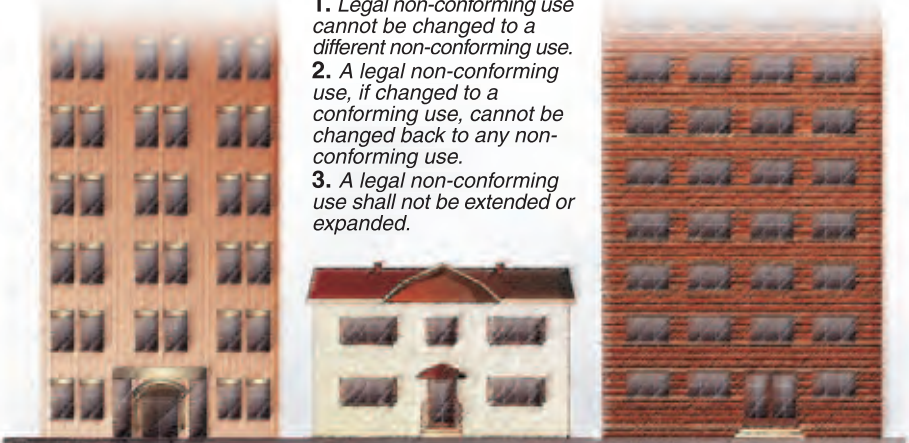 1. Legal non-conforming use
cannot be changed to a
different non-conforming use.
2. A legal non-conforming
use, if changed to a
conforming use, cannot be
changed back to any non-
conforming use.
3. A legal non-conforming
use shall not be extended or
expanded.